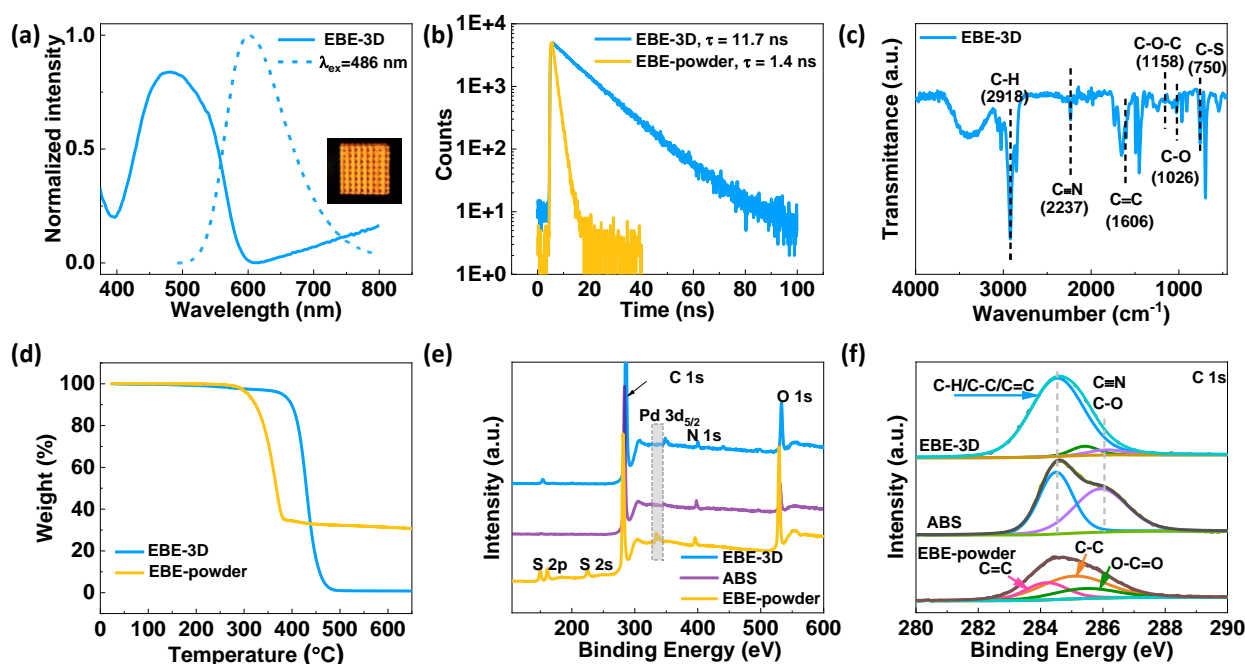 (a)
Normalized intensity
1.0
0.5
0.0
EBE-3D
λex=486 nm
400 500 600 700 800
Wavelength (nm)
(b)
Counts
1E+4
1E+3
1E+2
1E+1
1E+0
EBE-3D, τ = 11.7 ns
EBE-powder, τ = 1.4 ns
0 20 40 60 80 100
Time (ns)
(c)
Transmittance (a.u.)
EBE-3D
C-H
(2918)
C≡N
(2237)
C=C
(1606)
C-O-C
(1158)
C-O
(1026)
C-S
(750)
4000 3000 2000 1000
Wavenumber (cm-1)
(d)
Weight (%)
100
80
60
40
20
0
EBE-3D
EBE-powder
0 100 200 300 400 500 600
Temperature (°C)
(e)
Intensity (a.u.)
C 1s
O 1s
Pd 3d5/2
N 1s
S 2p
S 2s
EBE-3D
ABS
EBE-powder
200 300 400 500 600
Binding Energy (eV)
(f)
Intensity (a.u.)
C 1s
C-H/C-C/C=C
C≡N
C-O
EBE-3D
ABS
EBE-powder
C=C
C-C
O-C=O
280 282 284 286 288 290
Binding Energy (eV)